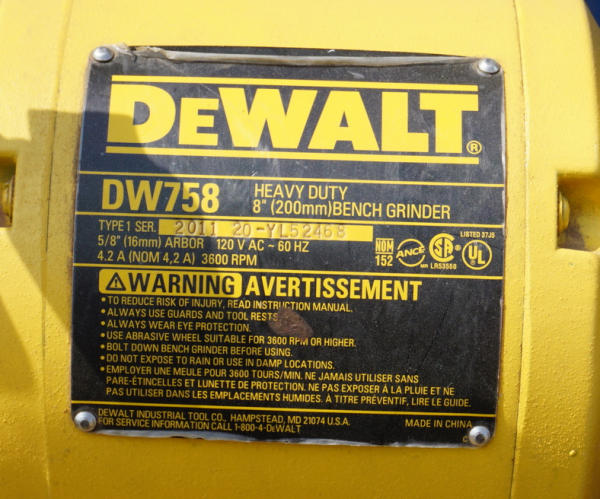 DEWALT®
DW758 HEAVY DUTY
8" (200mm) BENCH GRINDER
TYPE 1 SER. 2011 20-YL52468
5/8" (16mm) ARBOR 120 V AC ~ 60 HZ
4.2 A (NOM 4,2 A) 3600 RPM
NOM
152
ANCE
SA
MR LR53550
LISTED 37J5
UL
WARNING AVERTISSEMENT
• TO REDUCE RISK OF INJURY, READ INSTRUCTION MANUAL.
• ALWAYS USE GUARDS AND TOOL RESTS.
• ALWAYS WEAR EYE PROTECTION.
• USE ABRASIVE WHEEL SUITABLE FOR 3600 RPM OR HIGHER.
• BOLT DOWN BENCH GRINDER BEFORE USING.
• DO NOT EXPOSE TO RAIN OR USE IN DAMP LOCATIONS.
• EMPLOYER UNE MEULE POUR 3600 TOURS/MIN. NE JAMAIS UTILISER SANS
PARE-ÉTINCELLES ET LUNETTE DE PROTECTION. NE PAS EXPOSER À LA PLUIE ET NE
PAS UTILISER DANS LES EMPLACEMENTS HUMIDES. À TITRE PRÉVENTIF, LIRE LE GUIDE.
DEWALT INDUSTRIAL TOOL CO., HAMPSTEAD, MD 21074 U.S.A.
FOR SERVICE INFORMATION CALL 1-800-4-DEWALT MADE IN CHINA